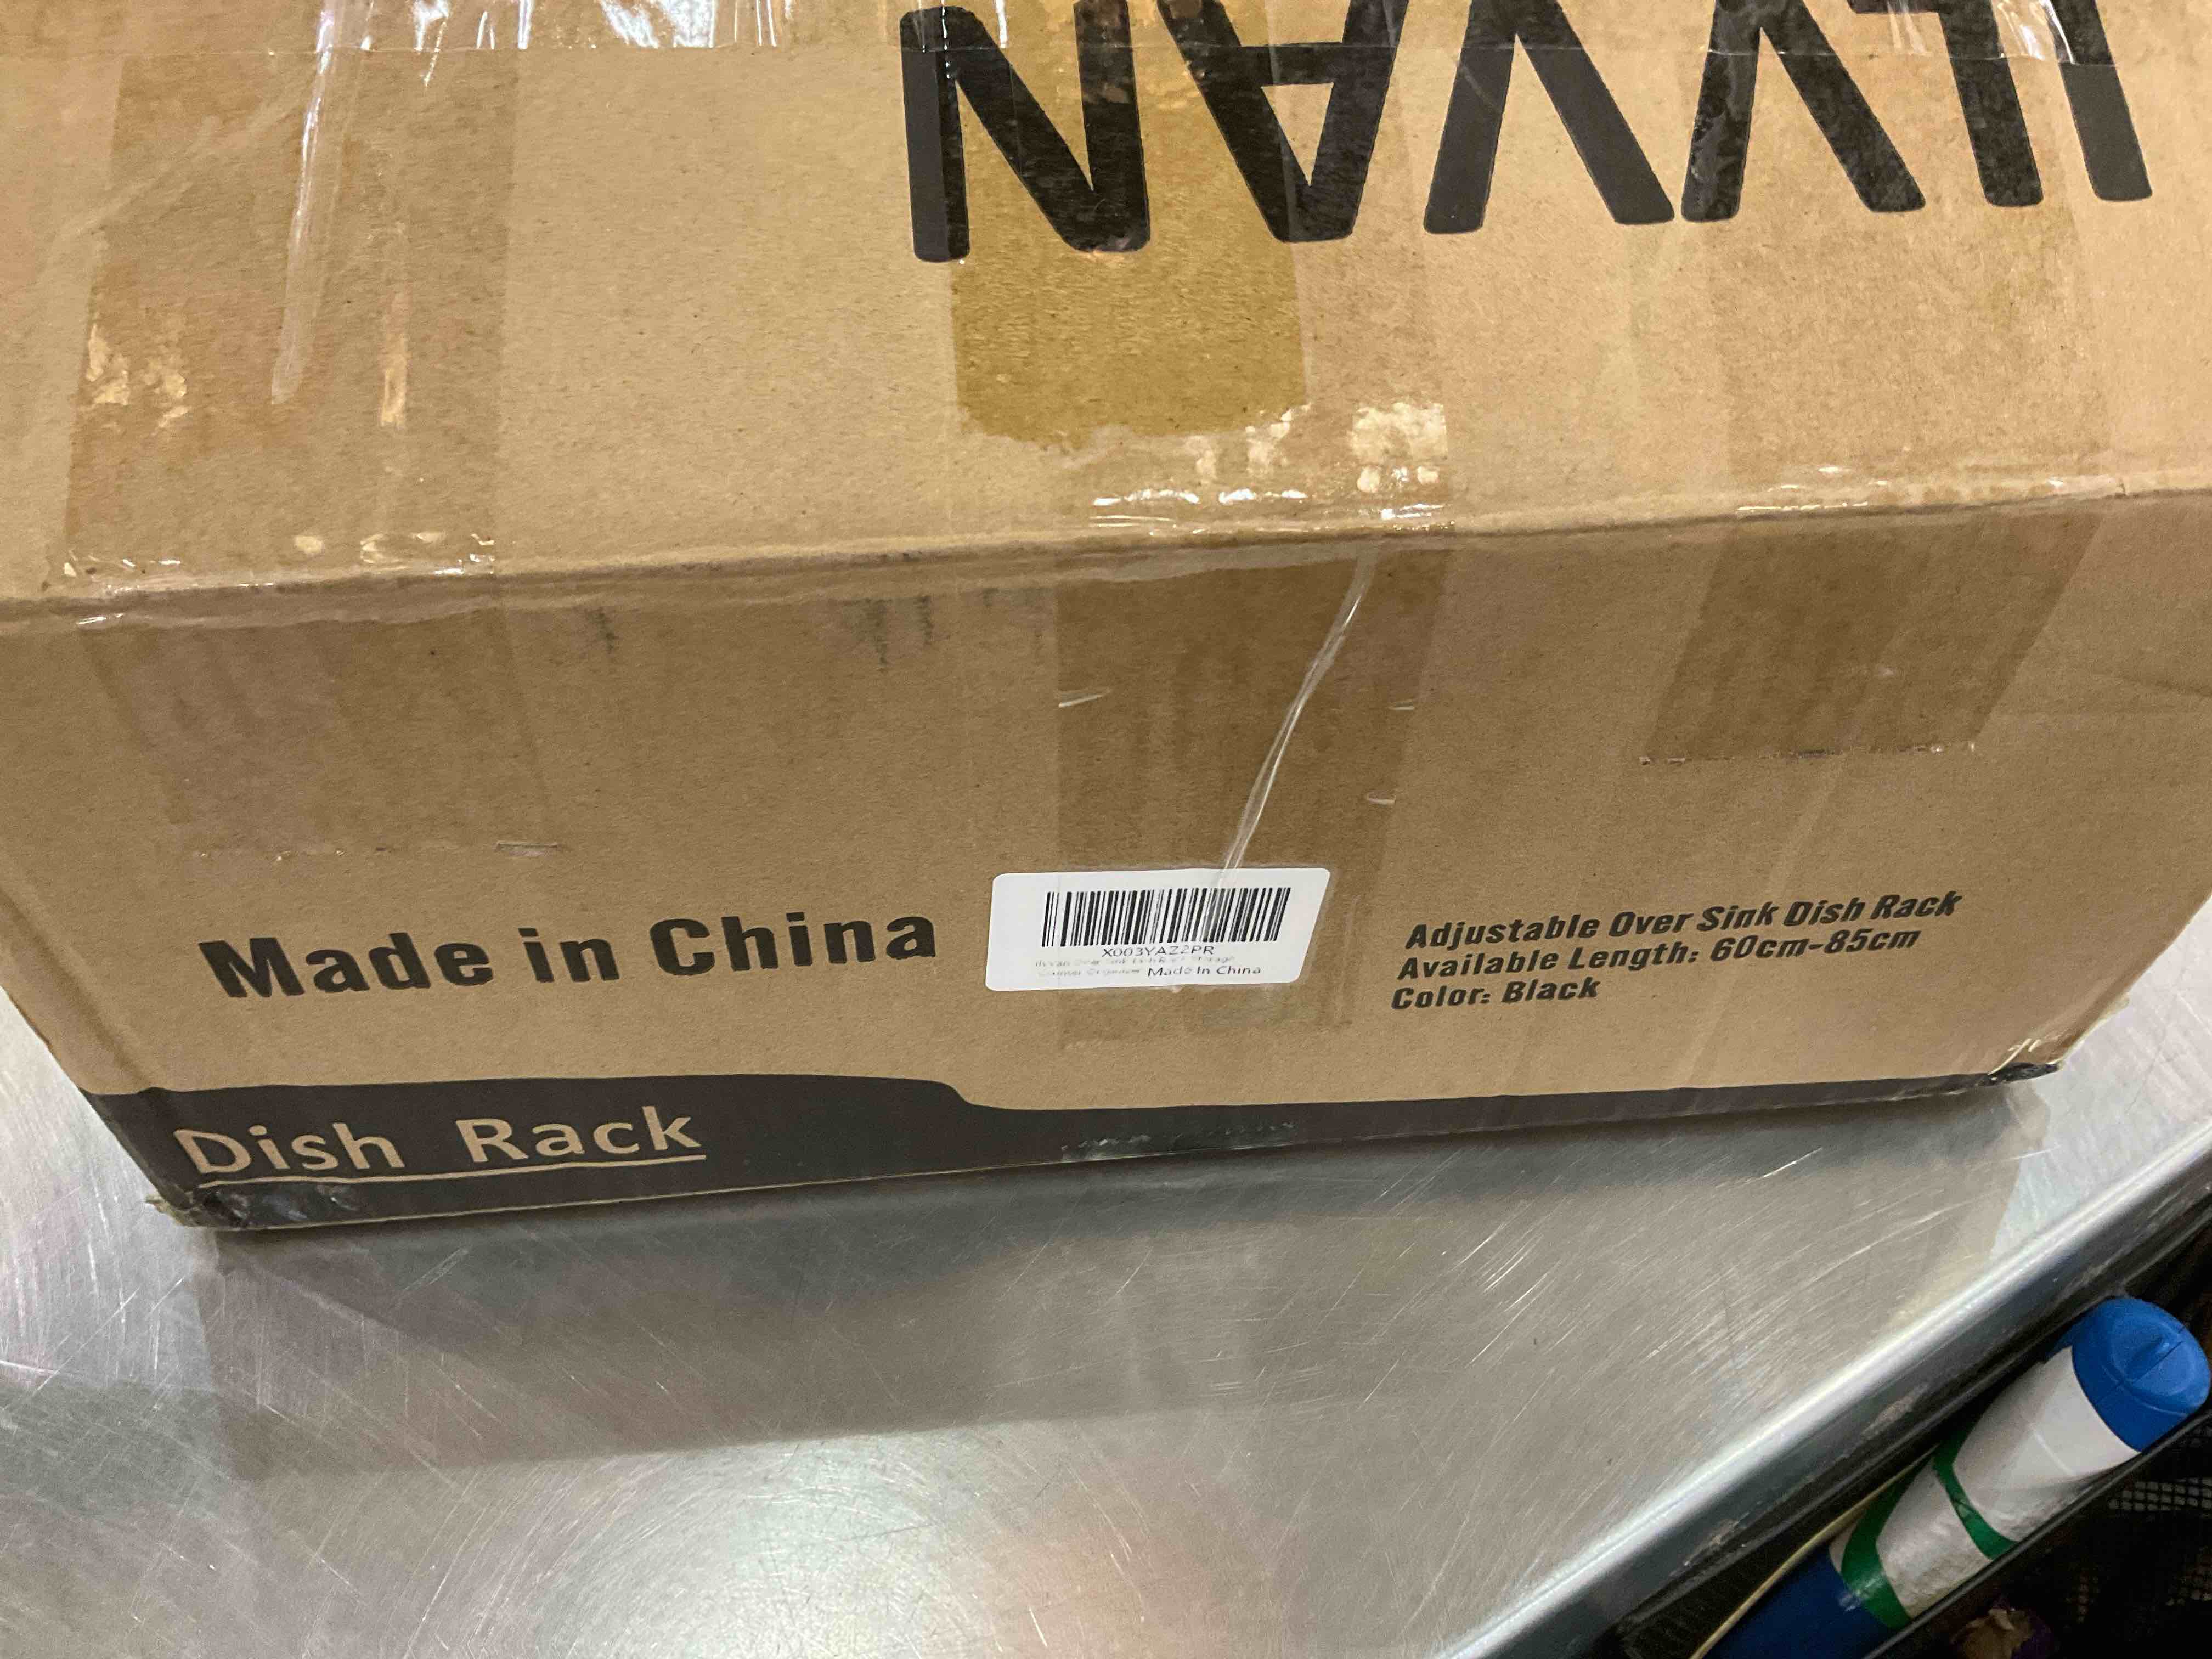 ILVVAN
Made in China
X003YAZ2PR
Made In China
Adjustable Over Sink Dish Rack
Available Length: 60cm-85cm
Color: Black
Dish Rack